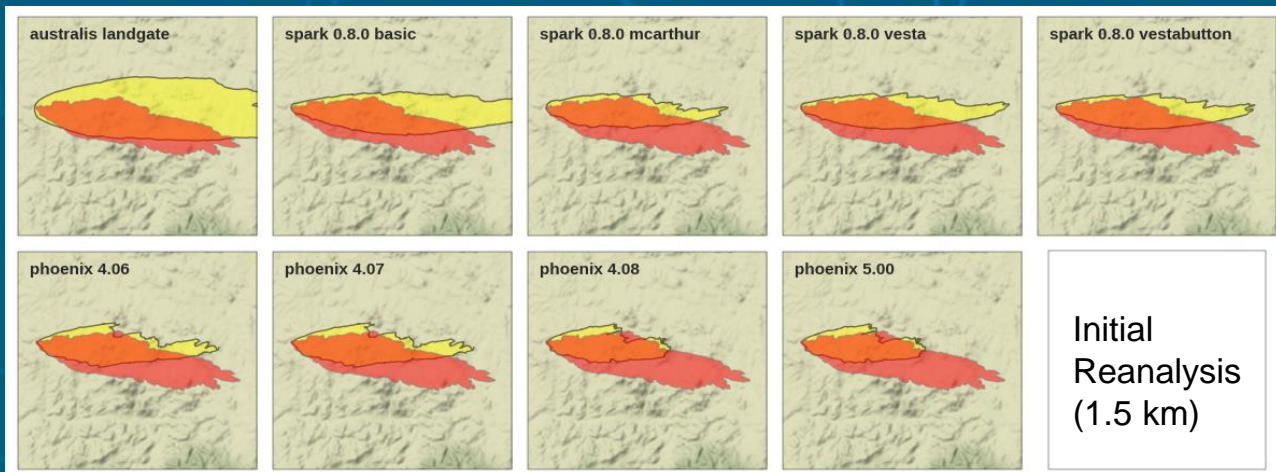 australis landgate
spark 0.8.0 basic
spark 0.8.0 mcarthur
spark 0.8.0 vesta
spark 0.8.0 vestabutton
phoenix 4.06
phoenix 4.07
phoenix 4.08
phoenix 5.00
Initial
Reanalysis
(1.5 km)